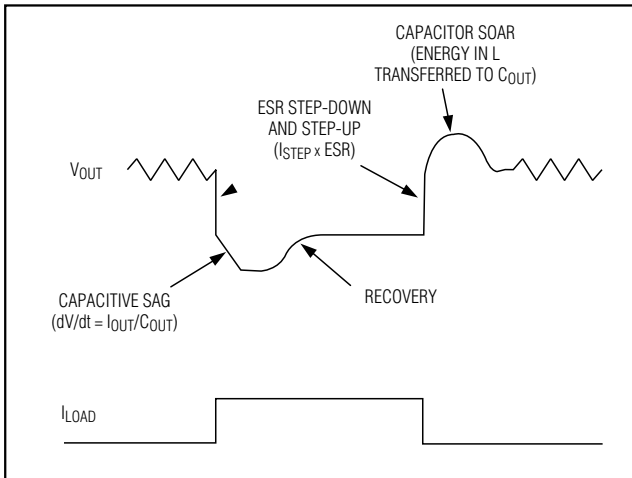 CAPACITOR SOAR
(ENERGY IN L
TRANSFERRED TO COUT)
ESR STEP-DOWN
AND STEP-UP
(ISTEP x ESR)
VOUT
CAPACITIVE SAG
(dV/dt = IOUT/COUT)
RECOVERY
ILOAD